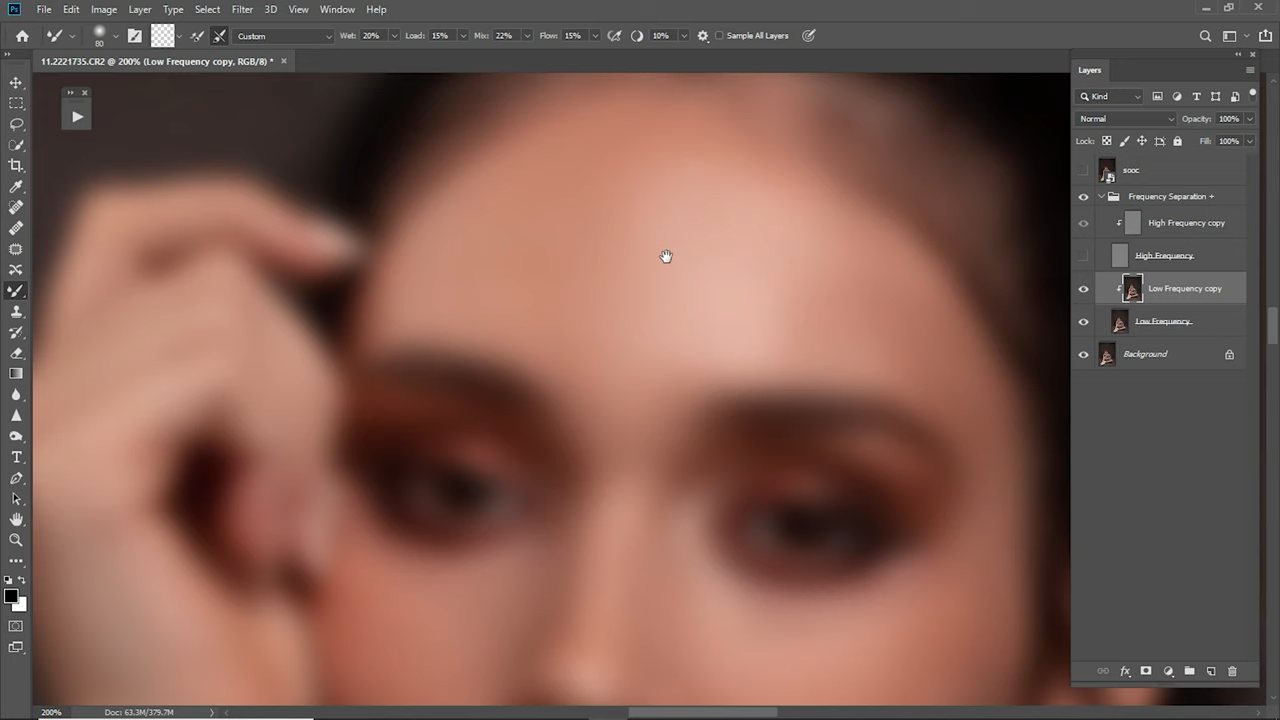 Ps File Edit Image Layer Type Select Filter 3D View Window Help
80 Custom Wet: 20% Load: 15% Mix: 22% Flow: 15% 10% Sample All Layers
11.2221735.CR2 @ 200% (Low Frequency copy, RGB/8) *
Layers
Kind
Normal Opacity: 100%
Lock: Fill: 100%
sooc
Frequency Separation +
High Frequency copy
High Frequency
Low Frequency copy
Low Frequency
Background
200% Doc: 63.3M/379.7M